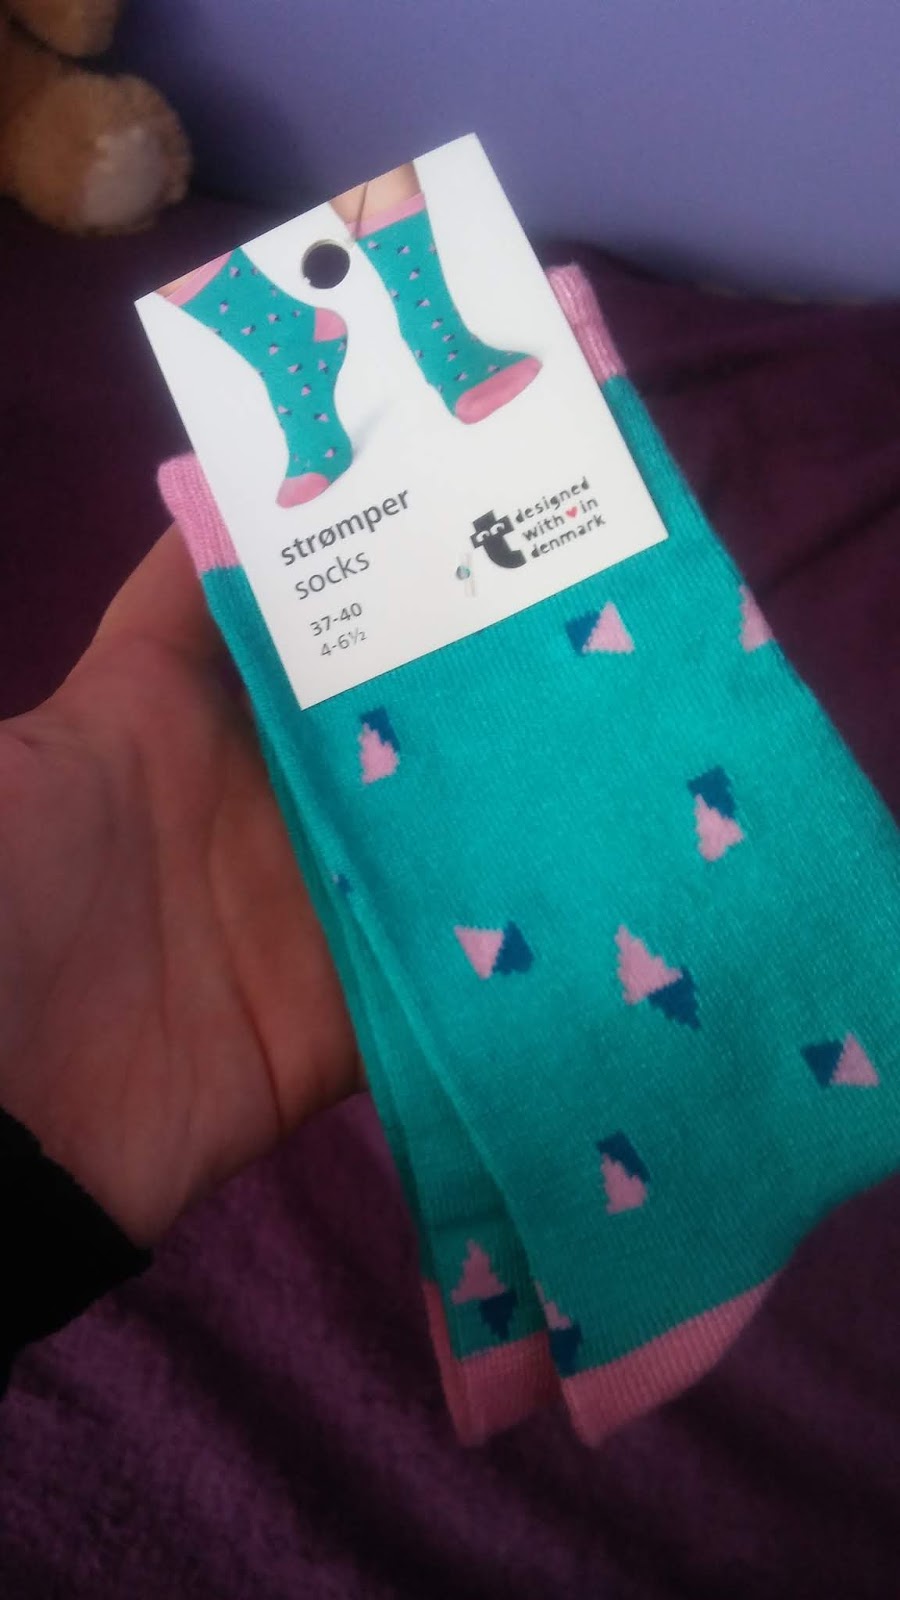 strømper
socks
37-40
4-6½
designed
with ♥ in
denmark